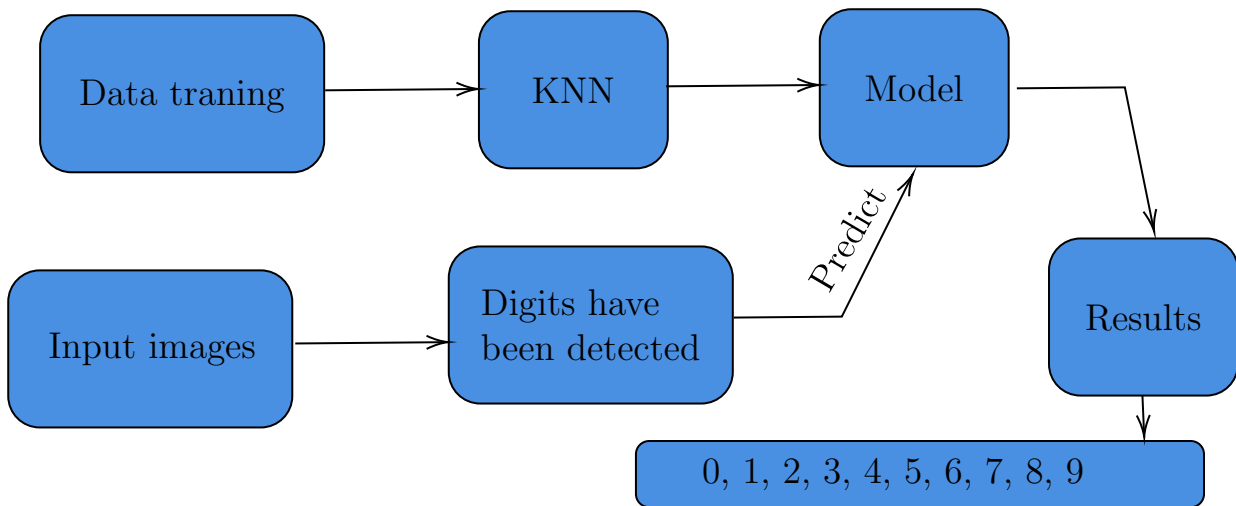 Data traning
KNN
Model
Predict
Input images
Digits have
been detected
Results
0, 1, 2, 3, 4, 5, 6, 7, 8, 9